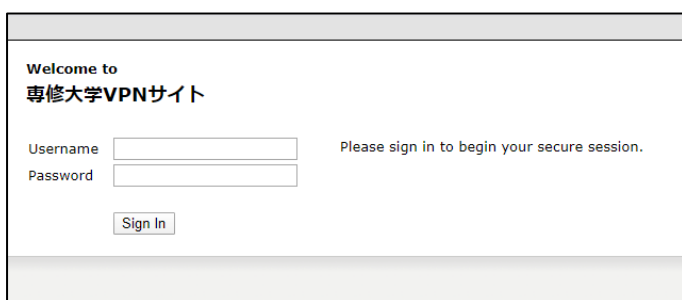 Welcome to
専修大学VPNサイト
Username
Please sign in to begin your secure session.
Password
Sign In